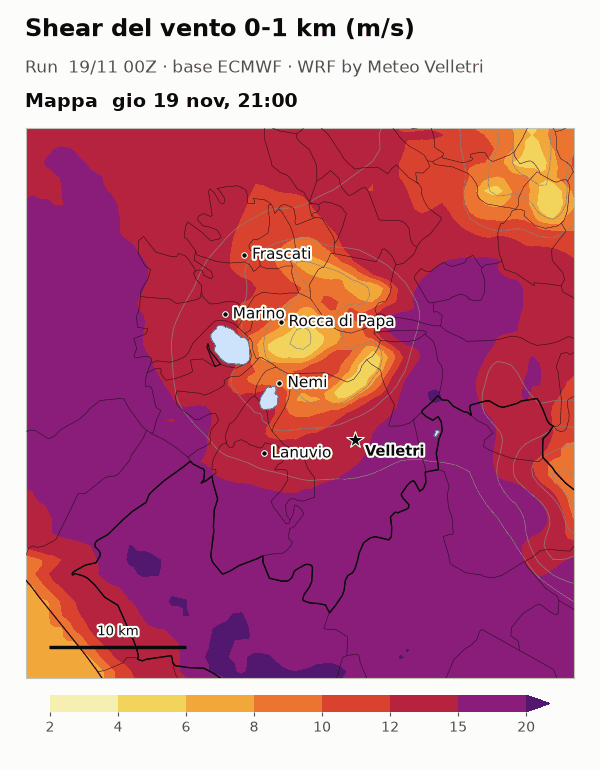 Shear del vento 0-1 km (m/s)
Run  19/11 00Z · base ECMWF · WRF by Meteo Velletri
Mappa  gio 19 nov, 21:00
Frascati
Marino
Rocca di Papa
Nemi
Velletri
Lanuvio
10 km
2 4 6 8 10 12 15 20